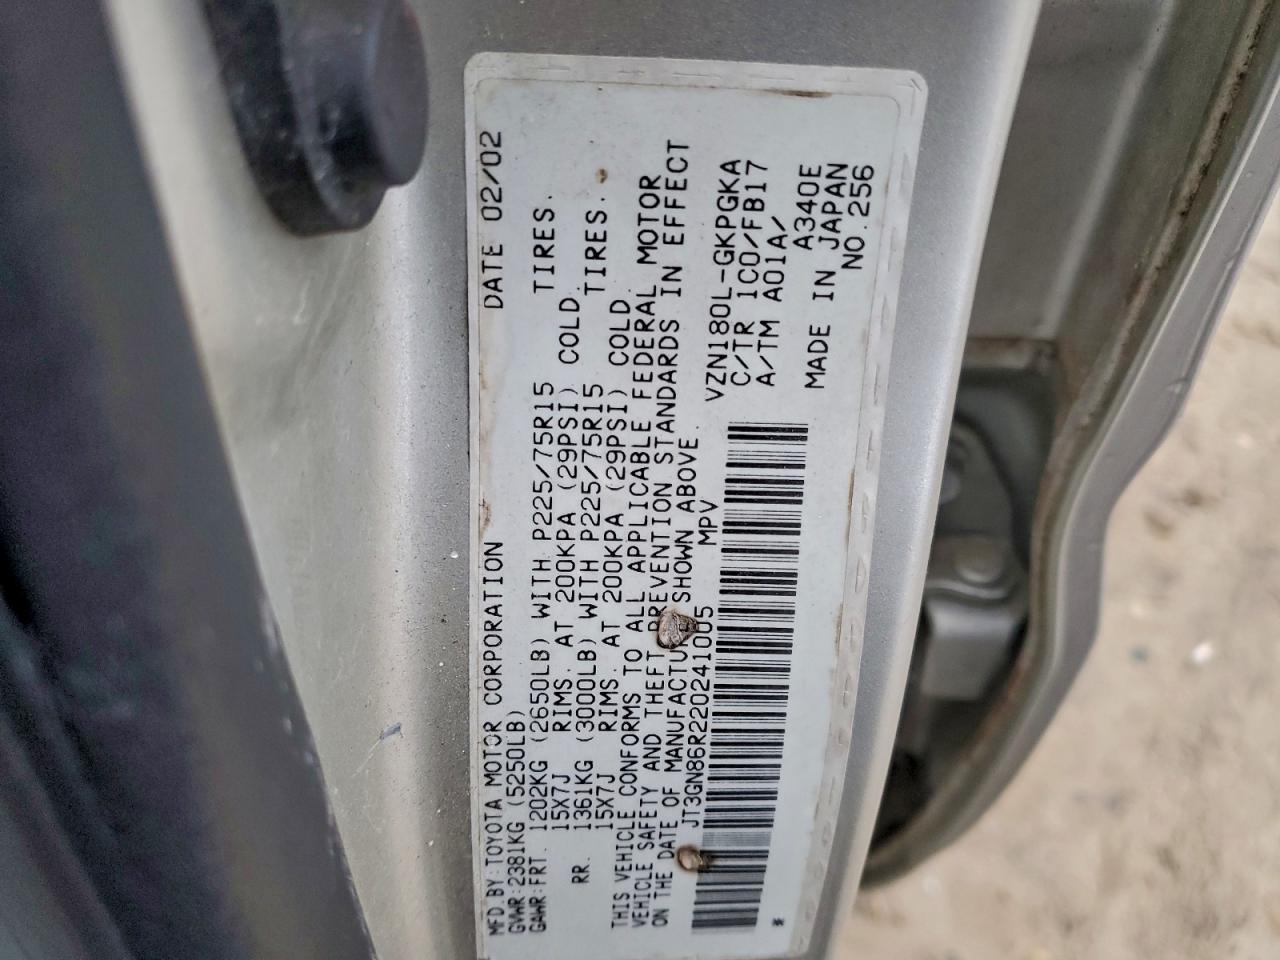 MFD.BY:TOYOTA MOTOR CORPORATION DATE 02/02
GVWR:2381KG (5250LB)
GAWR:FRT. 1202KG (2650LB) WITH P225/75R15 TIRES.
15X7J RIMS. AT 200KPA (29PSI) COLD.
RR. 1361KG (3000LB) WITH P225/75R15 TIRES.
15X7J RIMS. AT 200KPA (29PSI) COLD.
THIS VEHICLE CONFORMS TO ALL APPLICABLE FEDERAL MOTOR
VEHICLE SAFETY AND THEFT PREVENTION STANDARDS IN EFFECT
ON THE DATE OF MANUFACTURE SHOWN ABOVE.
JT3GN86R220241005 MPV
VZN180L-GKPGKA
C/TR 1C0/FB17
A/TM A01A/
A340E
MADE IN JAPAN
NO.256